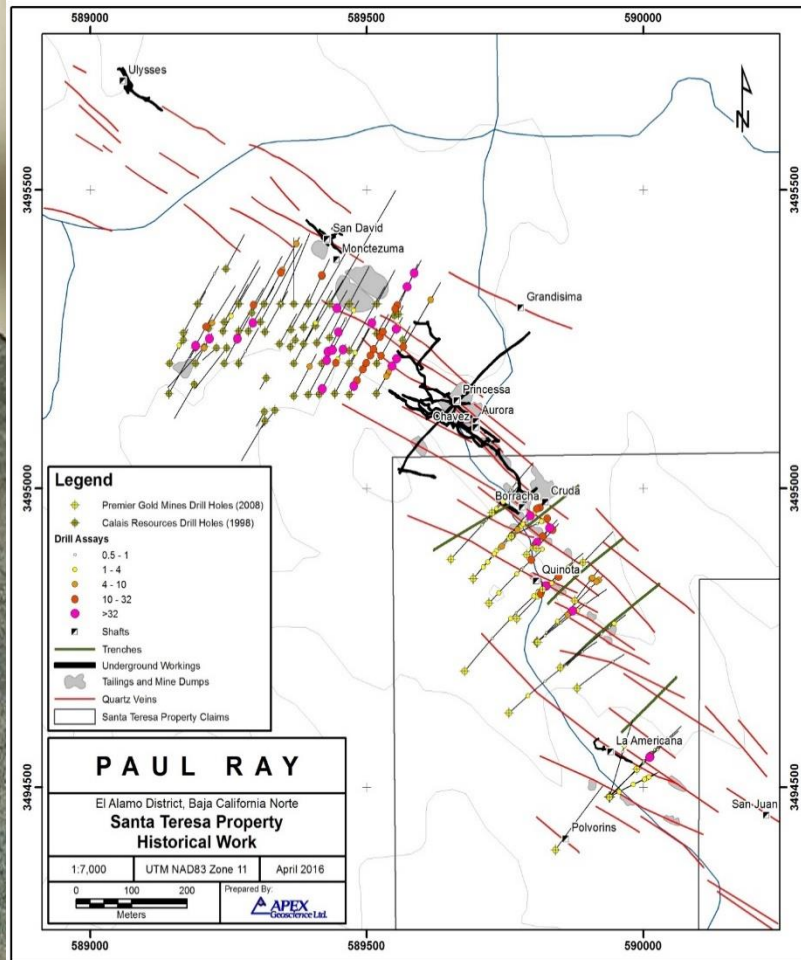 589000 589500 590000
Ulysses
N
3495500
3495500
San David
Monctezuma
Grandisima
Princessa
Chavez
Aurora
3495000
3495000
Borracha
Cruda
Quinota
Legend
Premier Gold Mines Drill Holes (2008)
Calais Resources Drill Holes (1998)
Drill Assays
0.5 - 1
1 - 4
4 - 10
10 - 32
>32
Shafts
Trenches
Underground Workings
Tailings and Mine Dumps
Quartz Veins
Santa Teresa Property Claims
La Americana
3494500
San Juan
Polvorins
PAUL RAY
El Alamo District, Baja California Norte
Santa Teresa Property
Historical Work
1:7,000 UTM NAD83 Zone 11 April 2016
0 100 200
Meters
Prepared By:
APEX
Geoscience Ltd.
589000 589500 590000